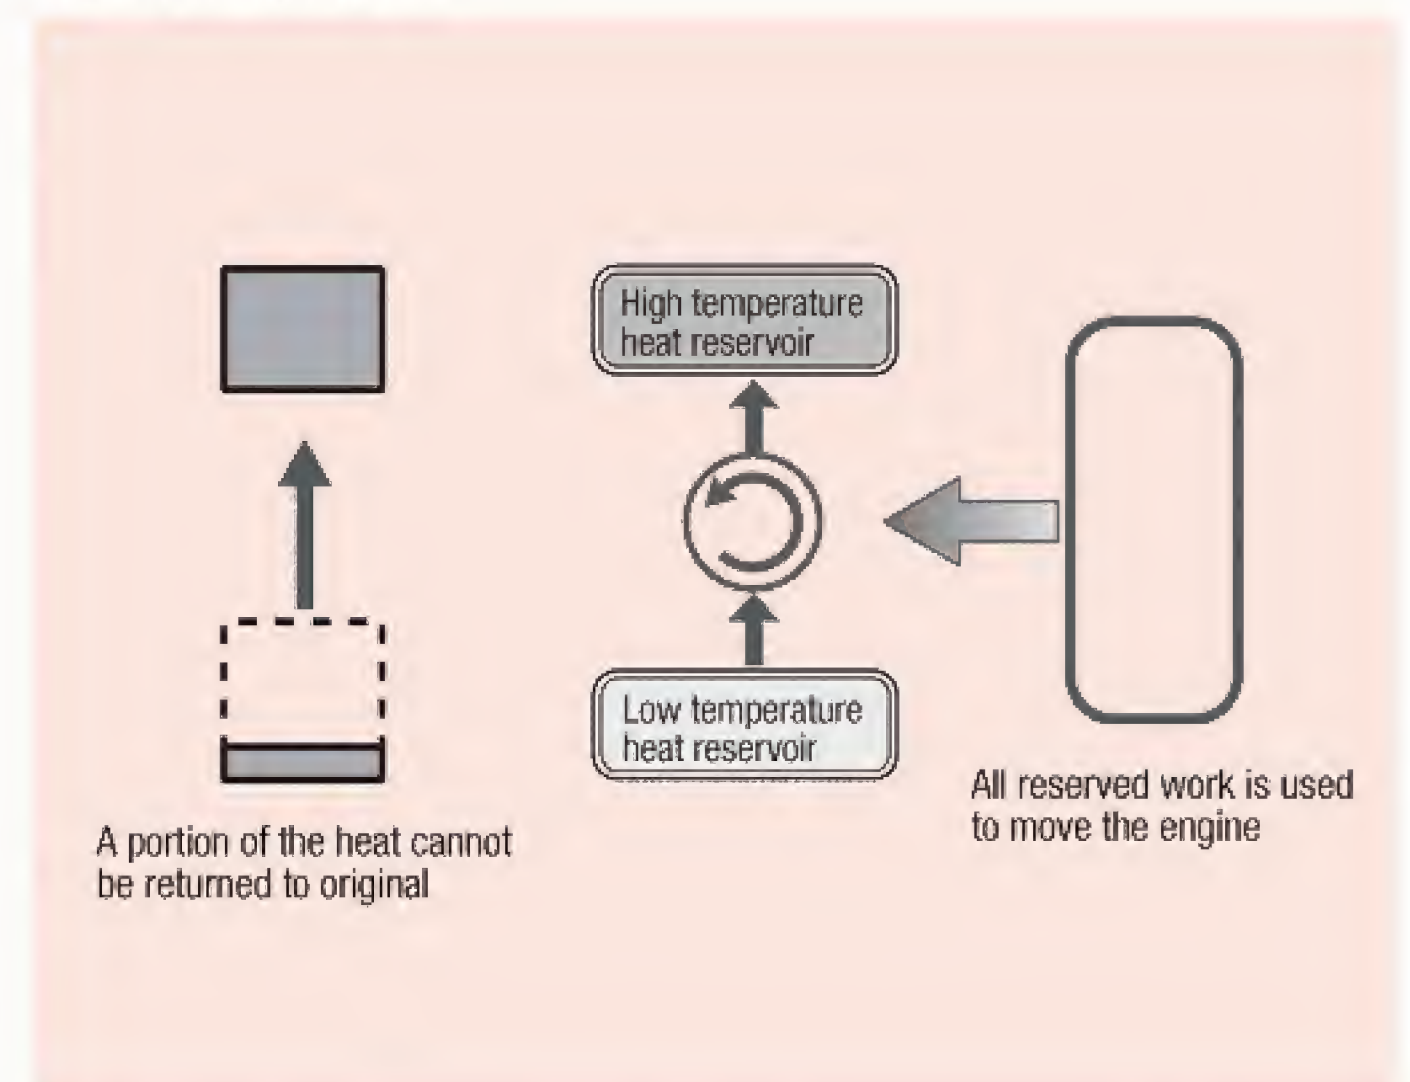 High temperature
heat reservoir
Low temperature
heat reservoir
All reserved work is used
to move the engine
A portion of the heat cannot
be returned to original